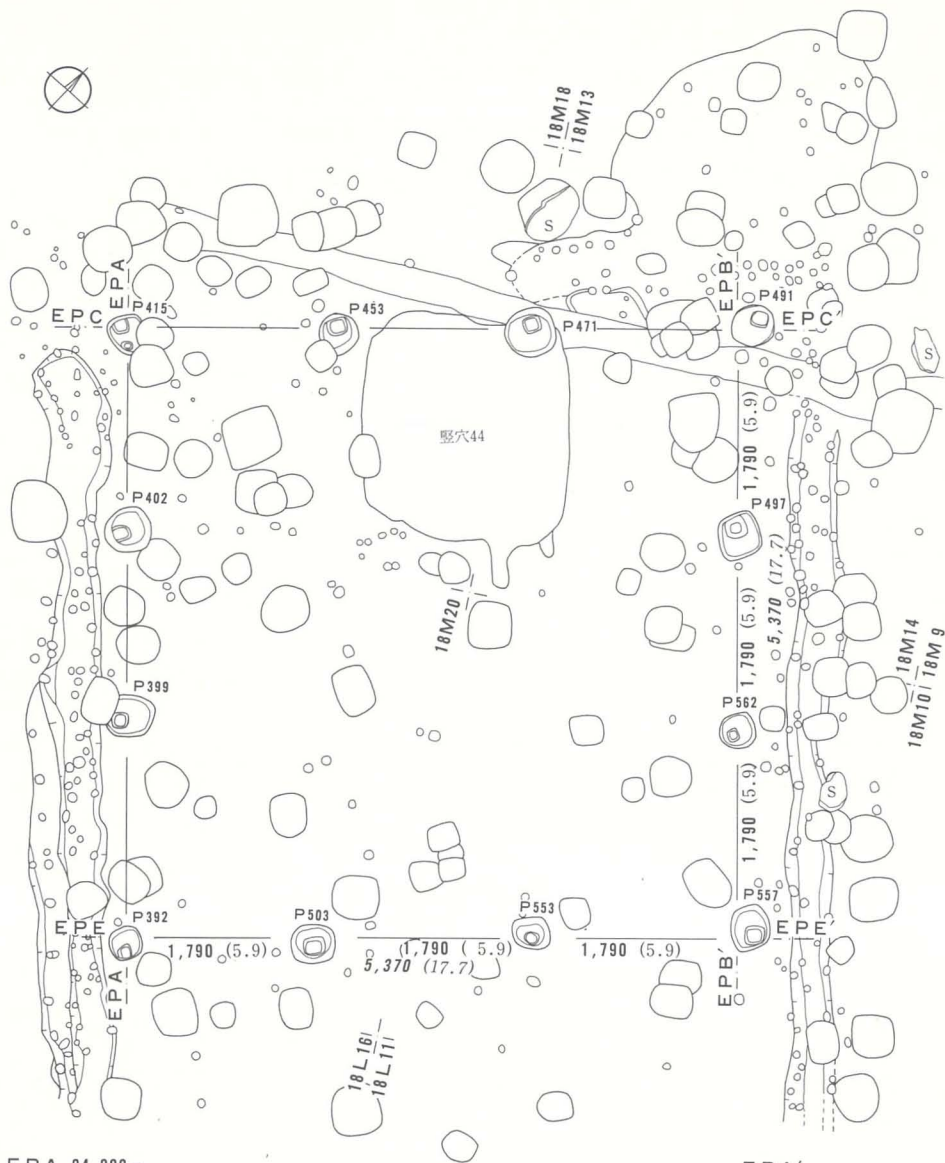 18M18
18M13
S
EPA
EPB'
P415
P453
P471
P491
EPC
EPC'
S
竪穴44
1,790 (5.9)
P402
P497
5,370 (17.7)
18M20
1,790 (5.9)
18M14
18M10 18M9
P399
P562
S
1,790 (5.9)
P392
P503
P553
P557
EPE
EPE'
1,790 (5.9)
(1,790 (5.9)
1,790 (5.9)
5,370 (17.7)
EPA
EPB'
18L16
18L11